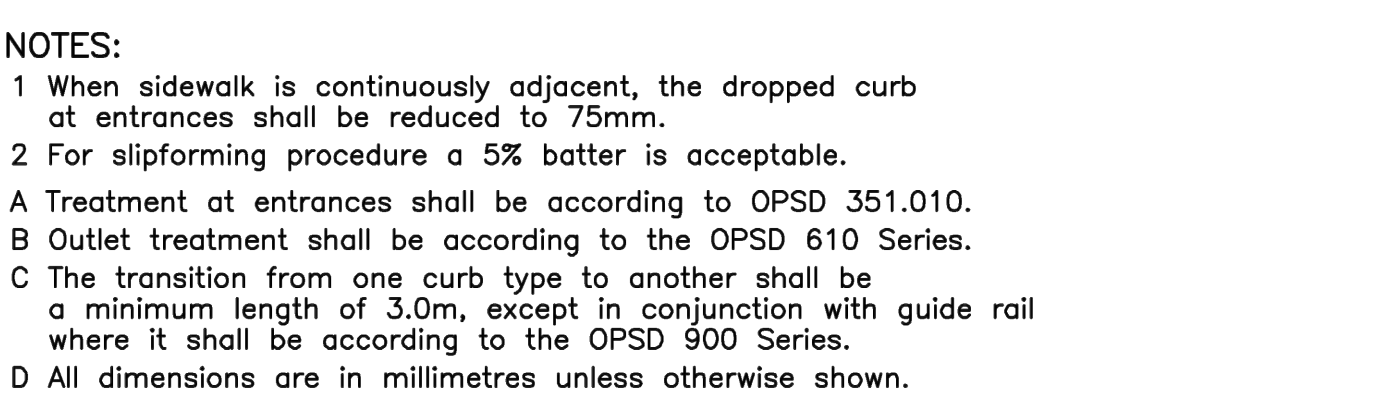 NOTES:
1 When sidewalk is continuously adjacent, the dropped curb
at entrances shall be reduced to 75mm.
2 For slipforming procedure a 5% batter is acceptable.
A Treatment at entrances shall be according to OPSD 351.010.
B Outlet treatment shall be according to the OPSD 610 Series.
C The transition from one curb type to another shall be
a minimum length of 3.0m, except in conjunction with guide rail
where it shall be according to the OPSD 900 Series.
D All dimensions are in millimetres unless otherwise shown.